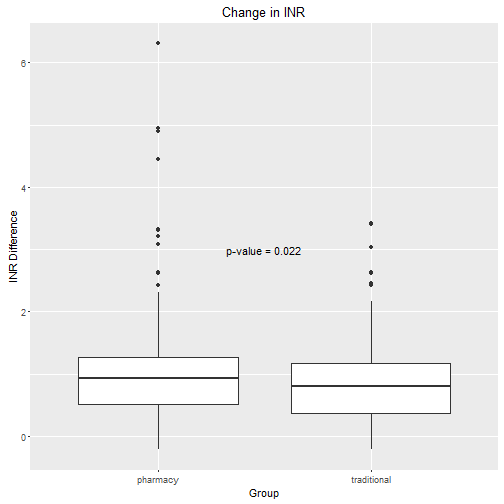 Change in INR
INR Difference
6
4
2
0
p-value = 0.022
pharmacy
traditional
Group